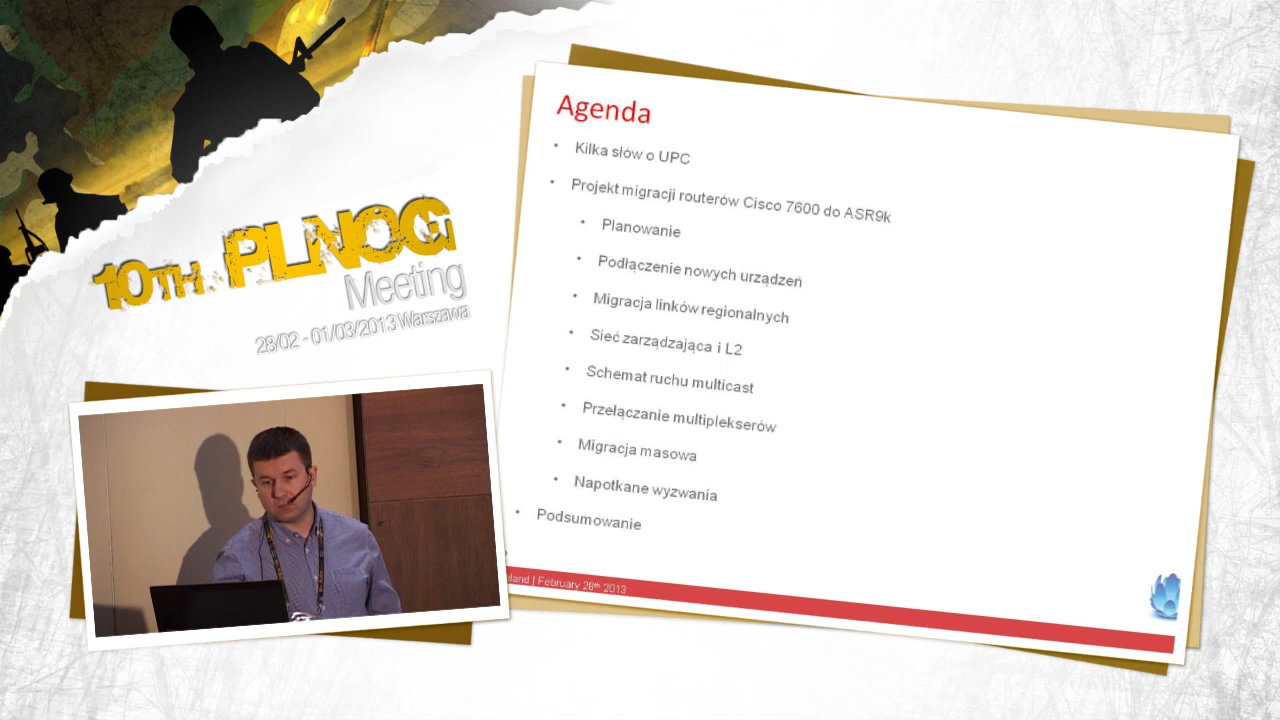 10TH PLNOG
Meeting
28/02 - 01/03/2013 Warszawa
Agenda
• Kilka słów o UPC
• Projekt migracji routerów Cisco 7600 do ASR9k
• Planowanie
• Podłączenie nowych urządzeń
• Migracja linków regionalnych
• Sieć zarządzająca i L2
• Schemat ruchu multicast
• Przełączanie multiplekserów
• Migracja masowa
• Napotkane wyzwania
• Podsumowanie
| February 28th 2013